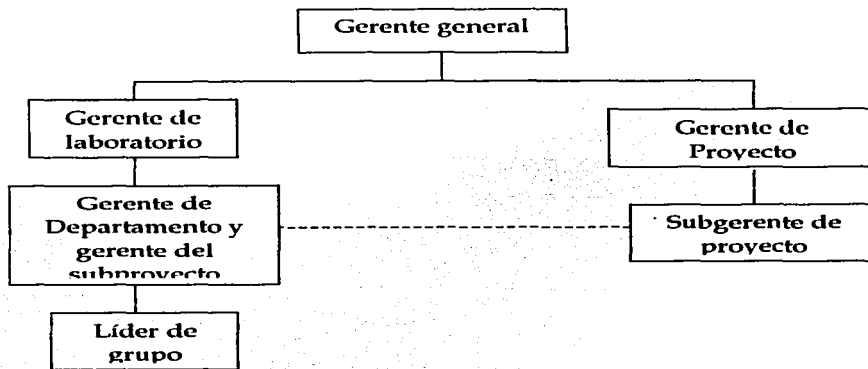 Gerente general
Gerente de
laboratorio
Gerente de
Proyecto
Gerente de
Departamento y
gerente del
subproyecto
Subgerente de
proyecto
Líder de
grupo